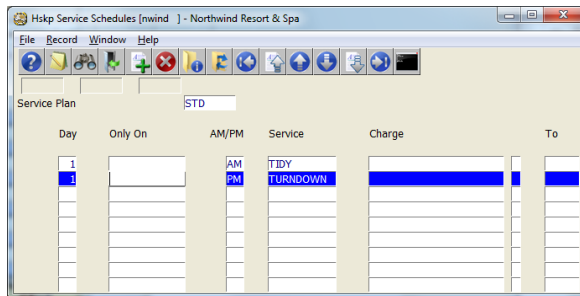 Hskp Service Schedules [nwind ] - Northwind Resort & Spa
File Record Window Help
Service Plan STD
Day Only On AM/PM Service Charge To
1 AM TIDY
1 PM TURNDOWN